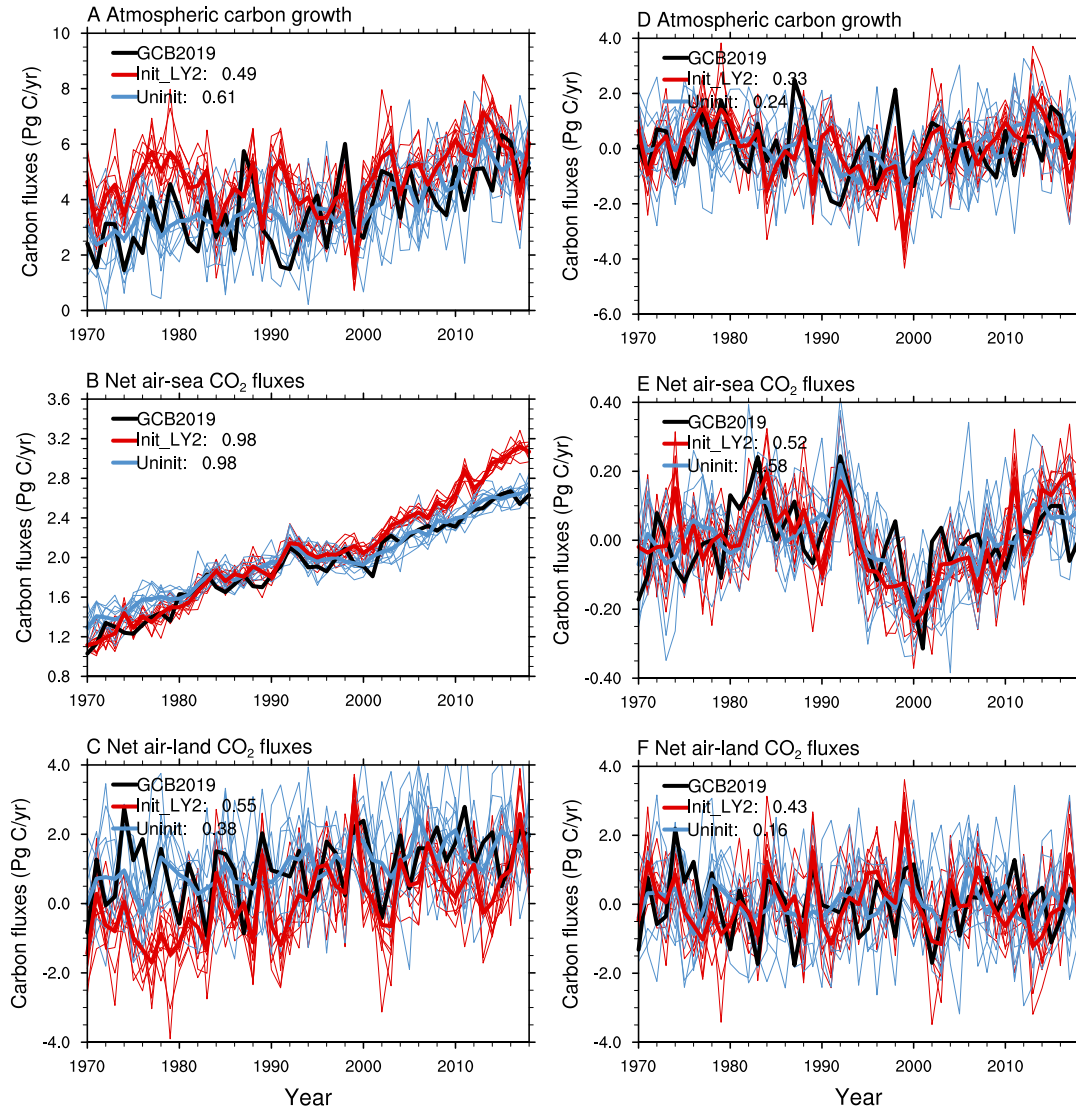 A Atmospheric carbon growth
Carbon fluxes (Pg C/yr)
10
8
6
4
2
0
GCB2019
Init_LY2: 0.49
Uninit: 0.61
1970 1980 1990 2000 2010
D Atmospheric carbon growth
Carbon fluxes (Pg C/yr)
4.0
2.0
0.0
-2.0
-4.0
-6.0
GCB2019
Init_LY2: 0.33
Uninit: 0.24
1970 1980 1990 2000 2010
B Net air-sea CO₂ fluxes
Carbon fluxes (Pg C/yr)
3.6
3.2
2.8
2.4
2.0
1.6
1.2
0.8
GCB2019
Init_LY2: 0.98
Uninit: 0.98
1970 1980 1990 2000 2010
E Net air-sea CO₂ fluxes
Carbon fluxes (Pg C/yr)
0.40
0.20
0.00
-0.20
-0.40
GCB2019
Init_LY2: 0.52
Uninit: 0.58
1970 1980 1990 2000 2010
C Net air-land CO₂ fluxes
Carbon fluxes (Pg C/yr)
4.0
2.0
0.0
-2.0
-4.0
GCB2019
Init_LY2: 0.55
Uninit: 0.38
1970 1980 1990 2000 2010
Year
F Net air-land CO₂ fluxes
Carbon fluxes (Pg C/yr)
4.0
2.0
0.0
-2.0
-4.0
GCB2019
Init_LY2: 0.43
Uninit: 0.16
1970 1980 1990 2000 2010
Year